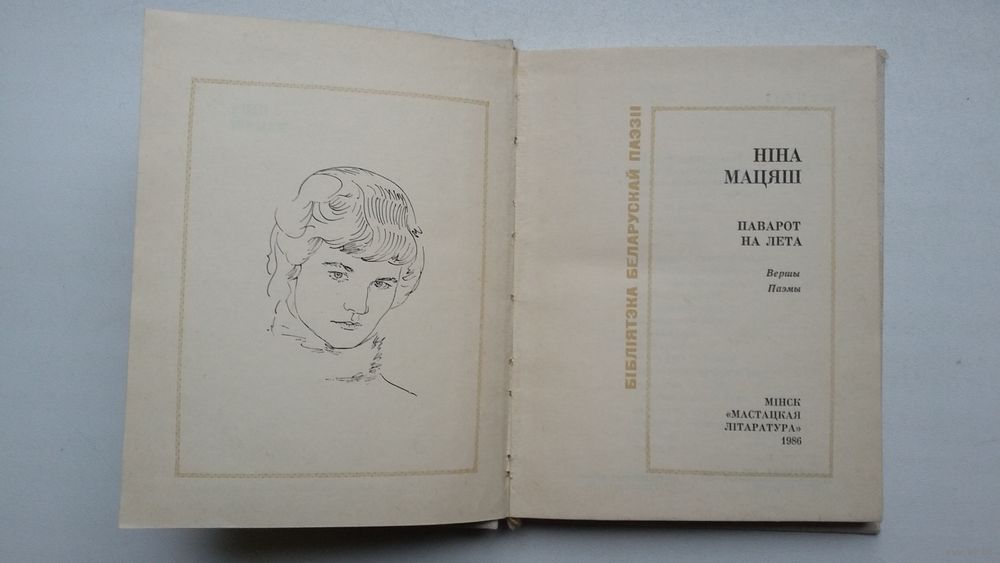 БІБЛІЯТЭКА БЕЛАРУСКАЙ ПАЭЗІІ
НІНА
МАЦЯШ
ПАВАРОТ
НА ЛЕТА
Вершы
Паэмы
МІНСК
«МАСТАЦКАЯ
ЛІТАРАТУРА»
1986